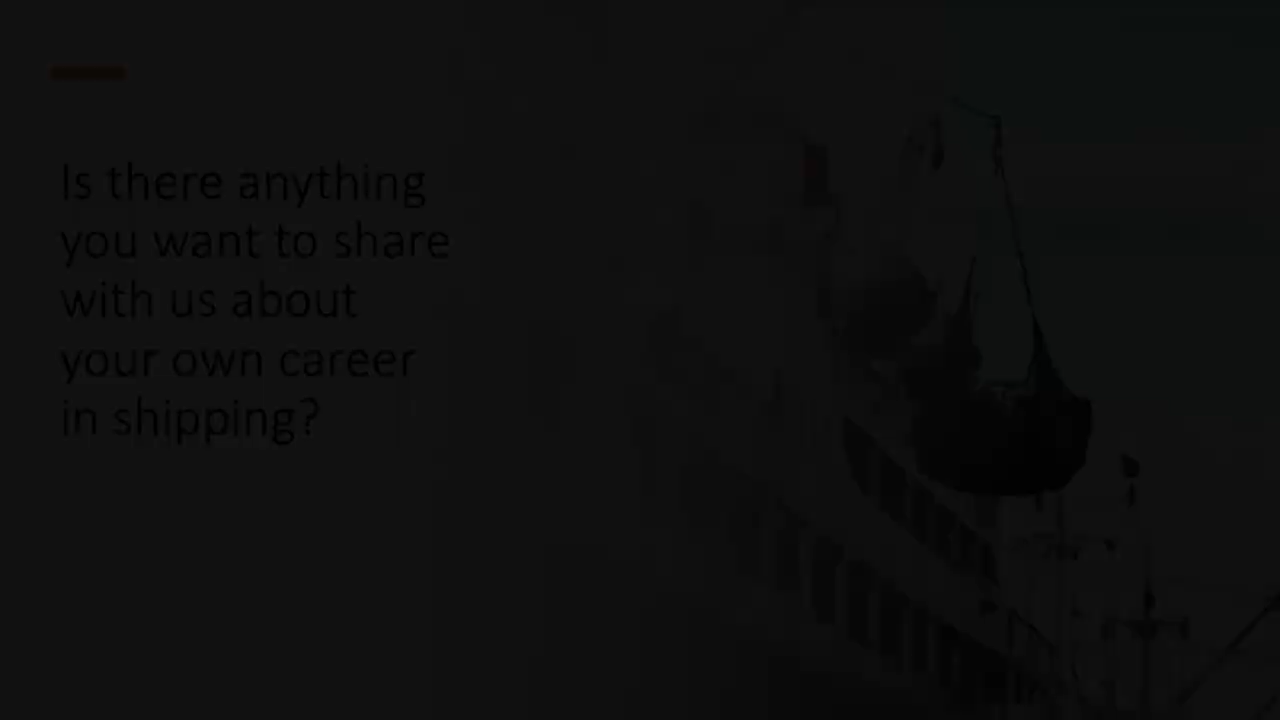 Is there anything
you want to share
with us about
your own career
in shipping?